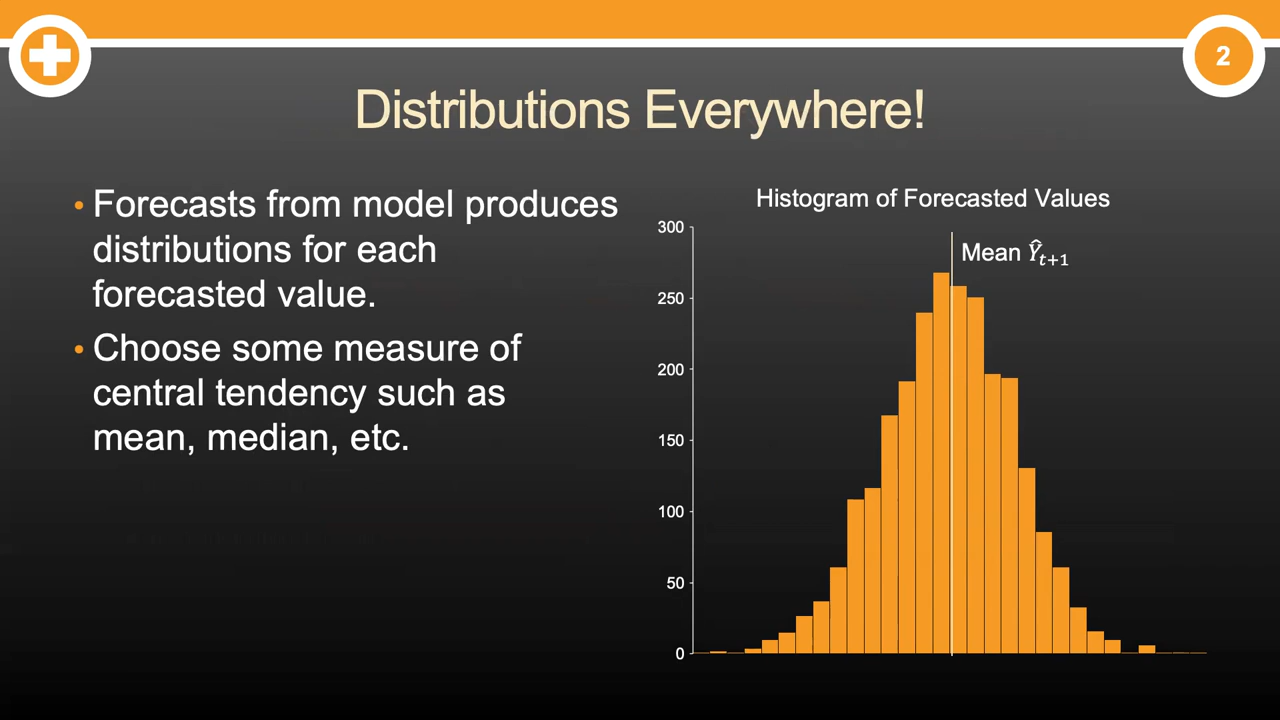 2
Distributions Everywhere!
• Forecasts from model produces
distributions for each
forecasted value.
• Choose some measure of
central tendency such as
mean, median, etc.
Histogram of Forecasted Values
Mean Ŷₜ₊₁
300
250
200
150
100
50
0